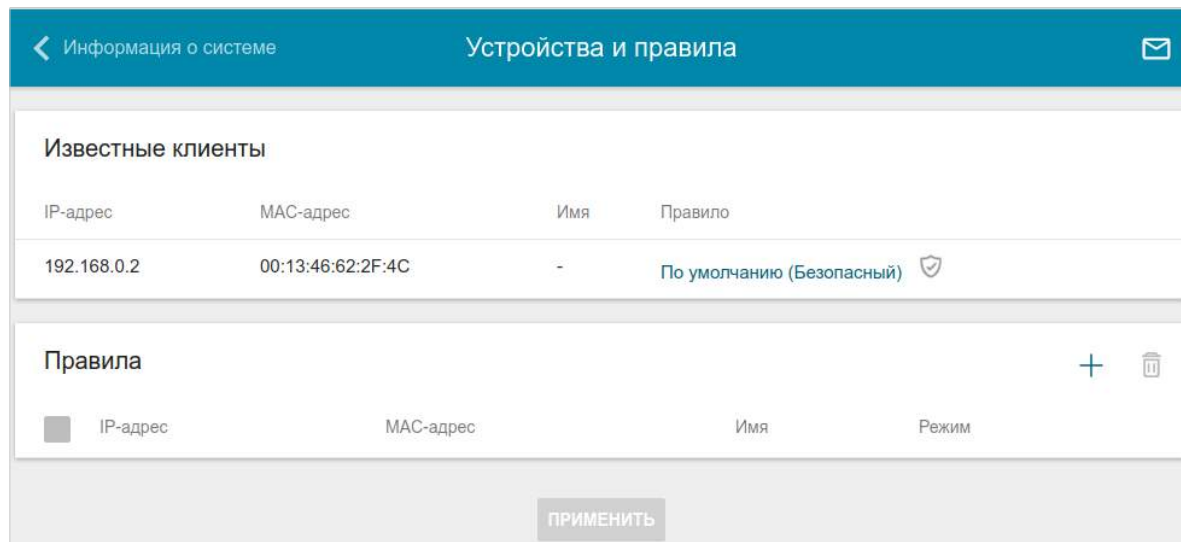 Информация о системе Устройства и правила
Известные клиенты
IP-адрес MAC-адрес Имя Правило
192.168.0.2 00:13:46:62:2F:4C - По умолчанию (Безопасный)
Правила
IP-адрес MAC-адрес Имя Режим
ПРИМЕНИТЬ